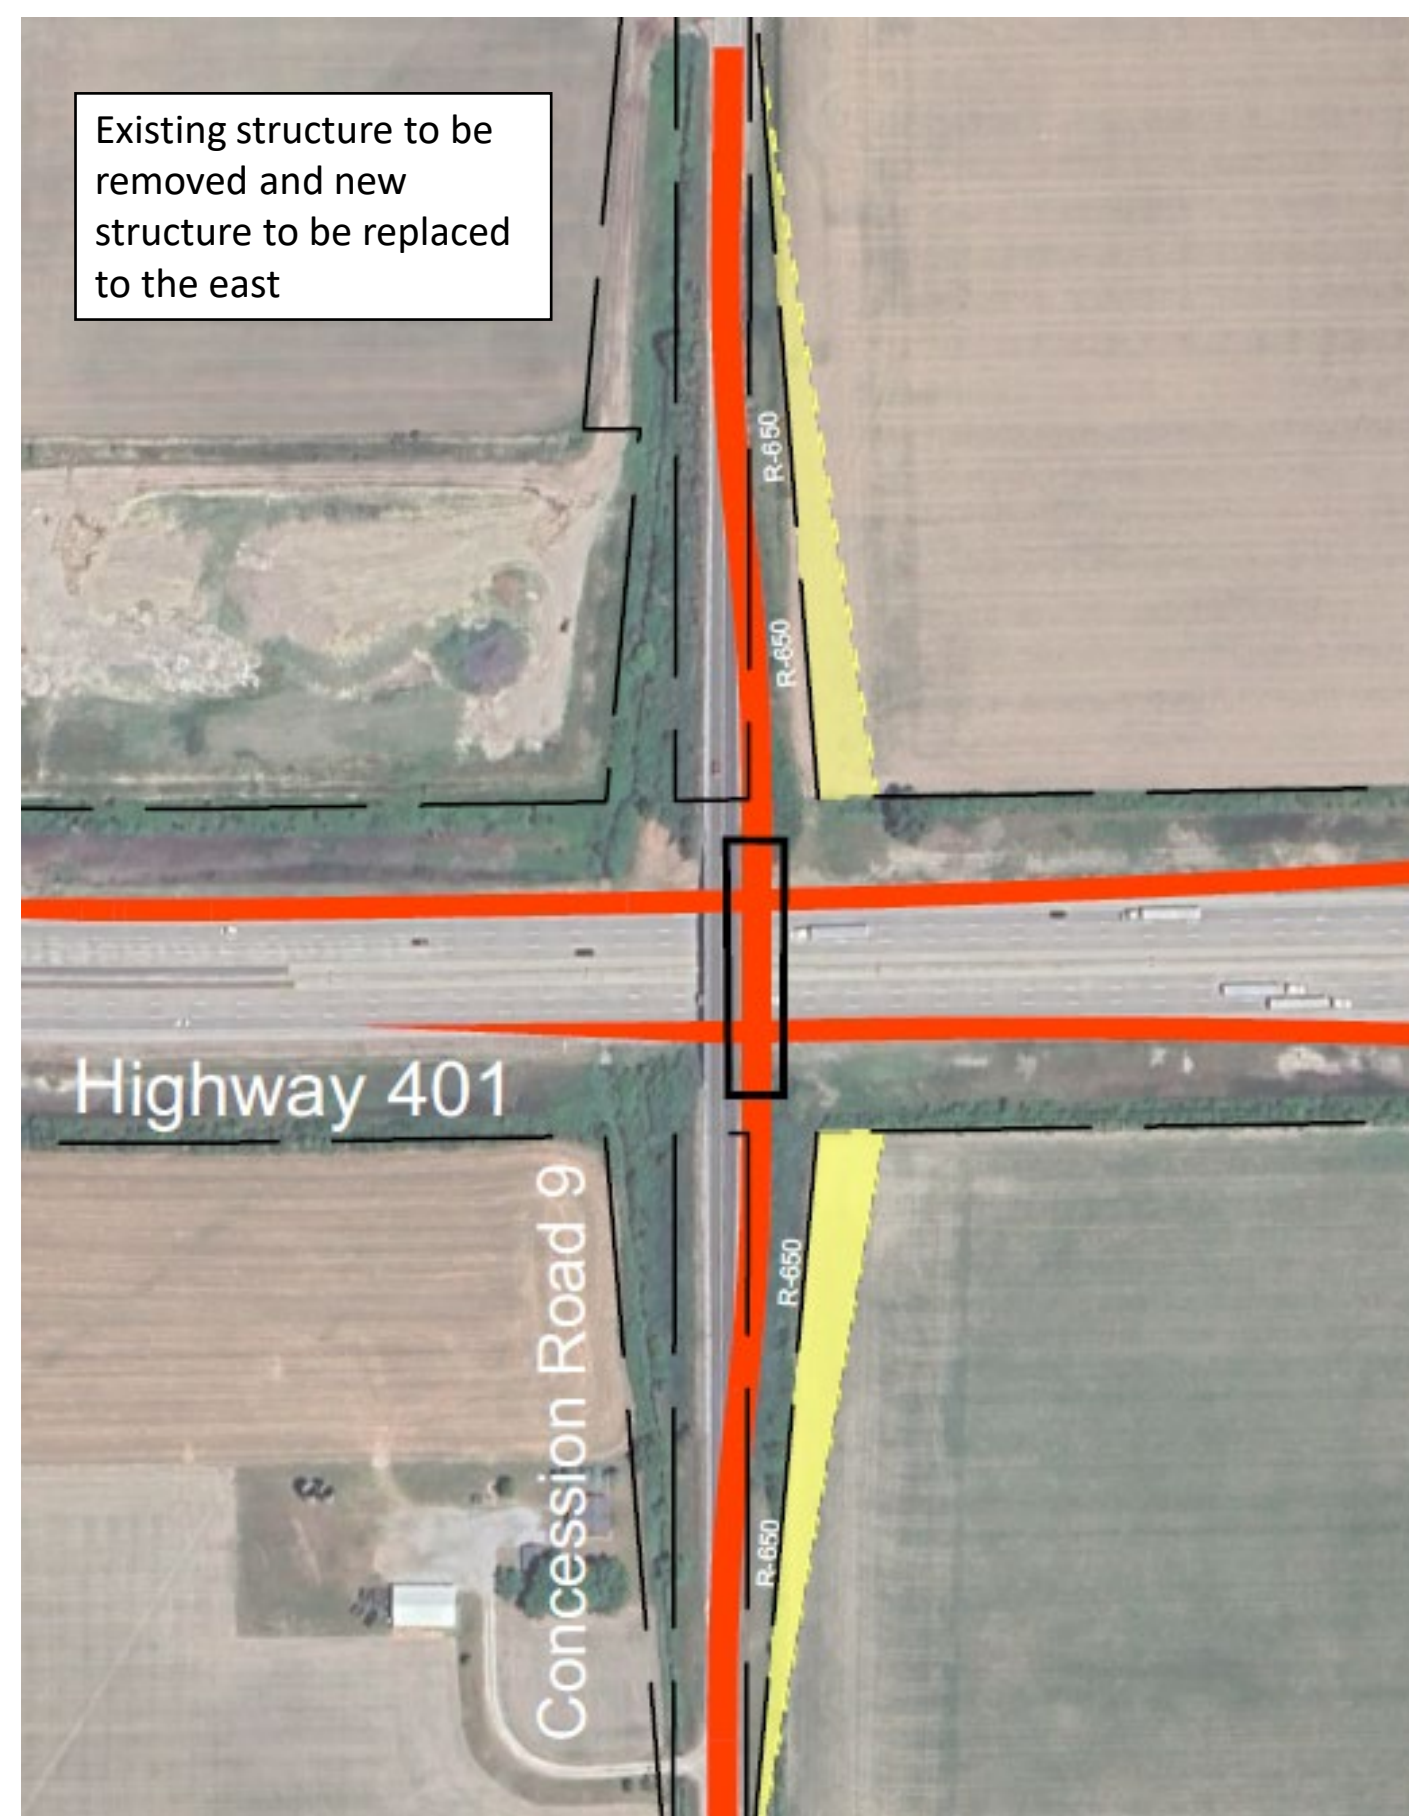 Existing structure to be
removed and new
structure to be replaced
to the east
R-650
R-650
Highway 401
Concession Road 9
R-650
R-650